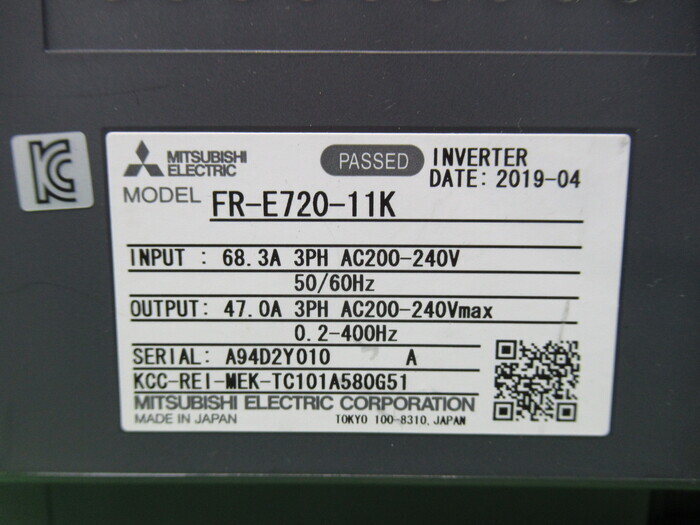 KC
MITSUBISHI ELECTRIC
PASSED
INVERTER
DATE: 2019-04
MODEL FR-E720-11K
INPUT : 68.3A 3PH AC200-240V
50/60Hz
OUTPUT: 47.0A 3PH AC200-240Vmax
0.2-400Hz
SERIAL: A94D2Y010 A
KCC-REI-MEK-TC101A580G51
MITSUBISHI ELECTRIC CORPORATION
MADE IN JAPAN TOKYO 100-8310, JAPAN